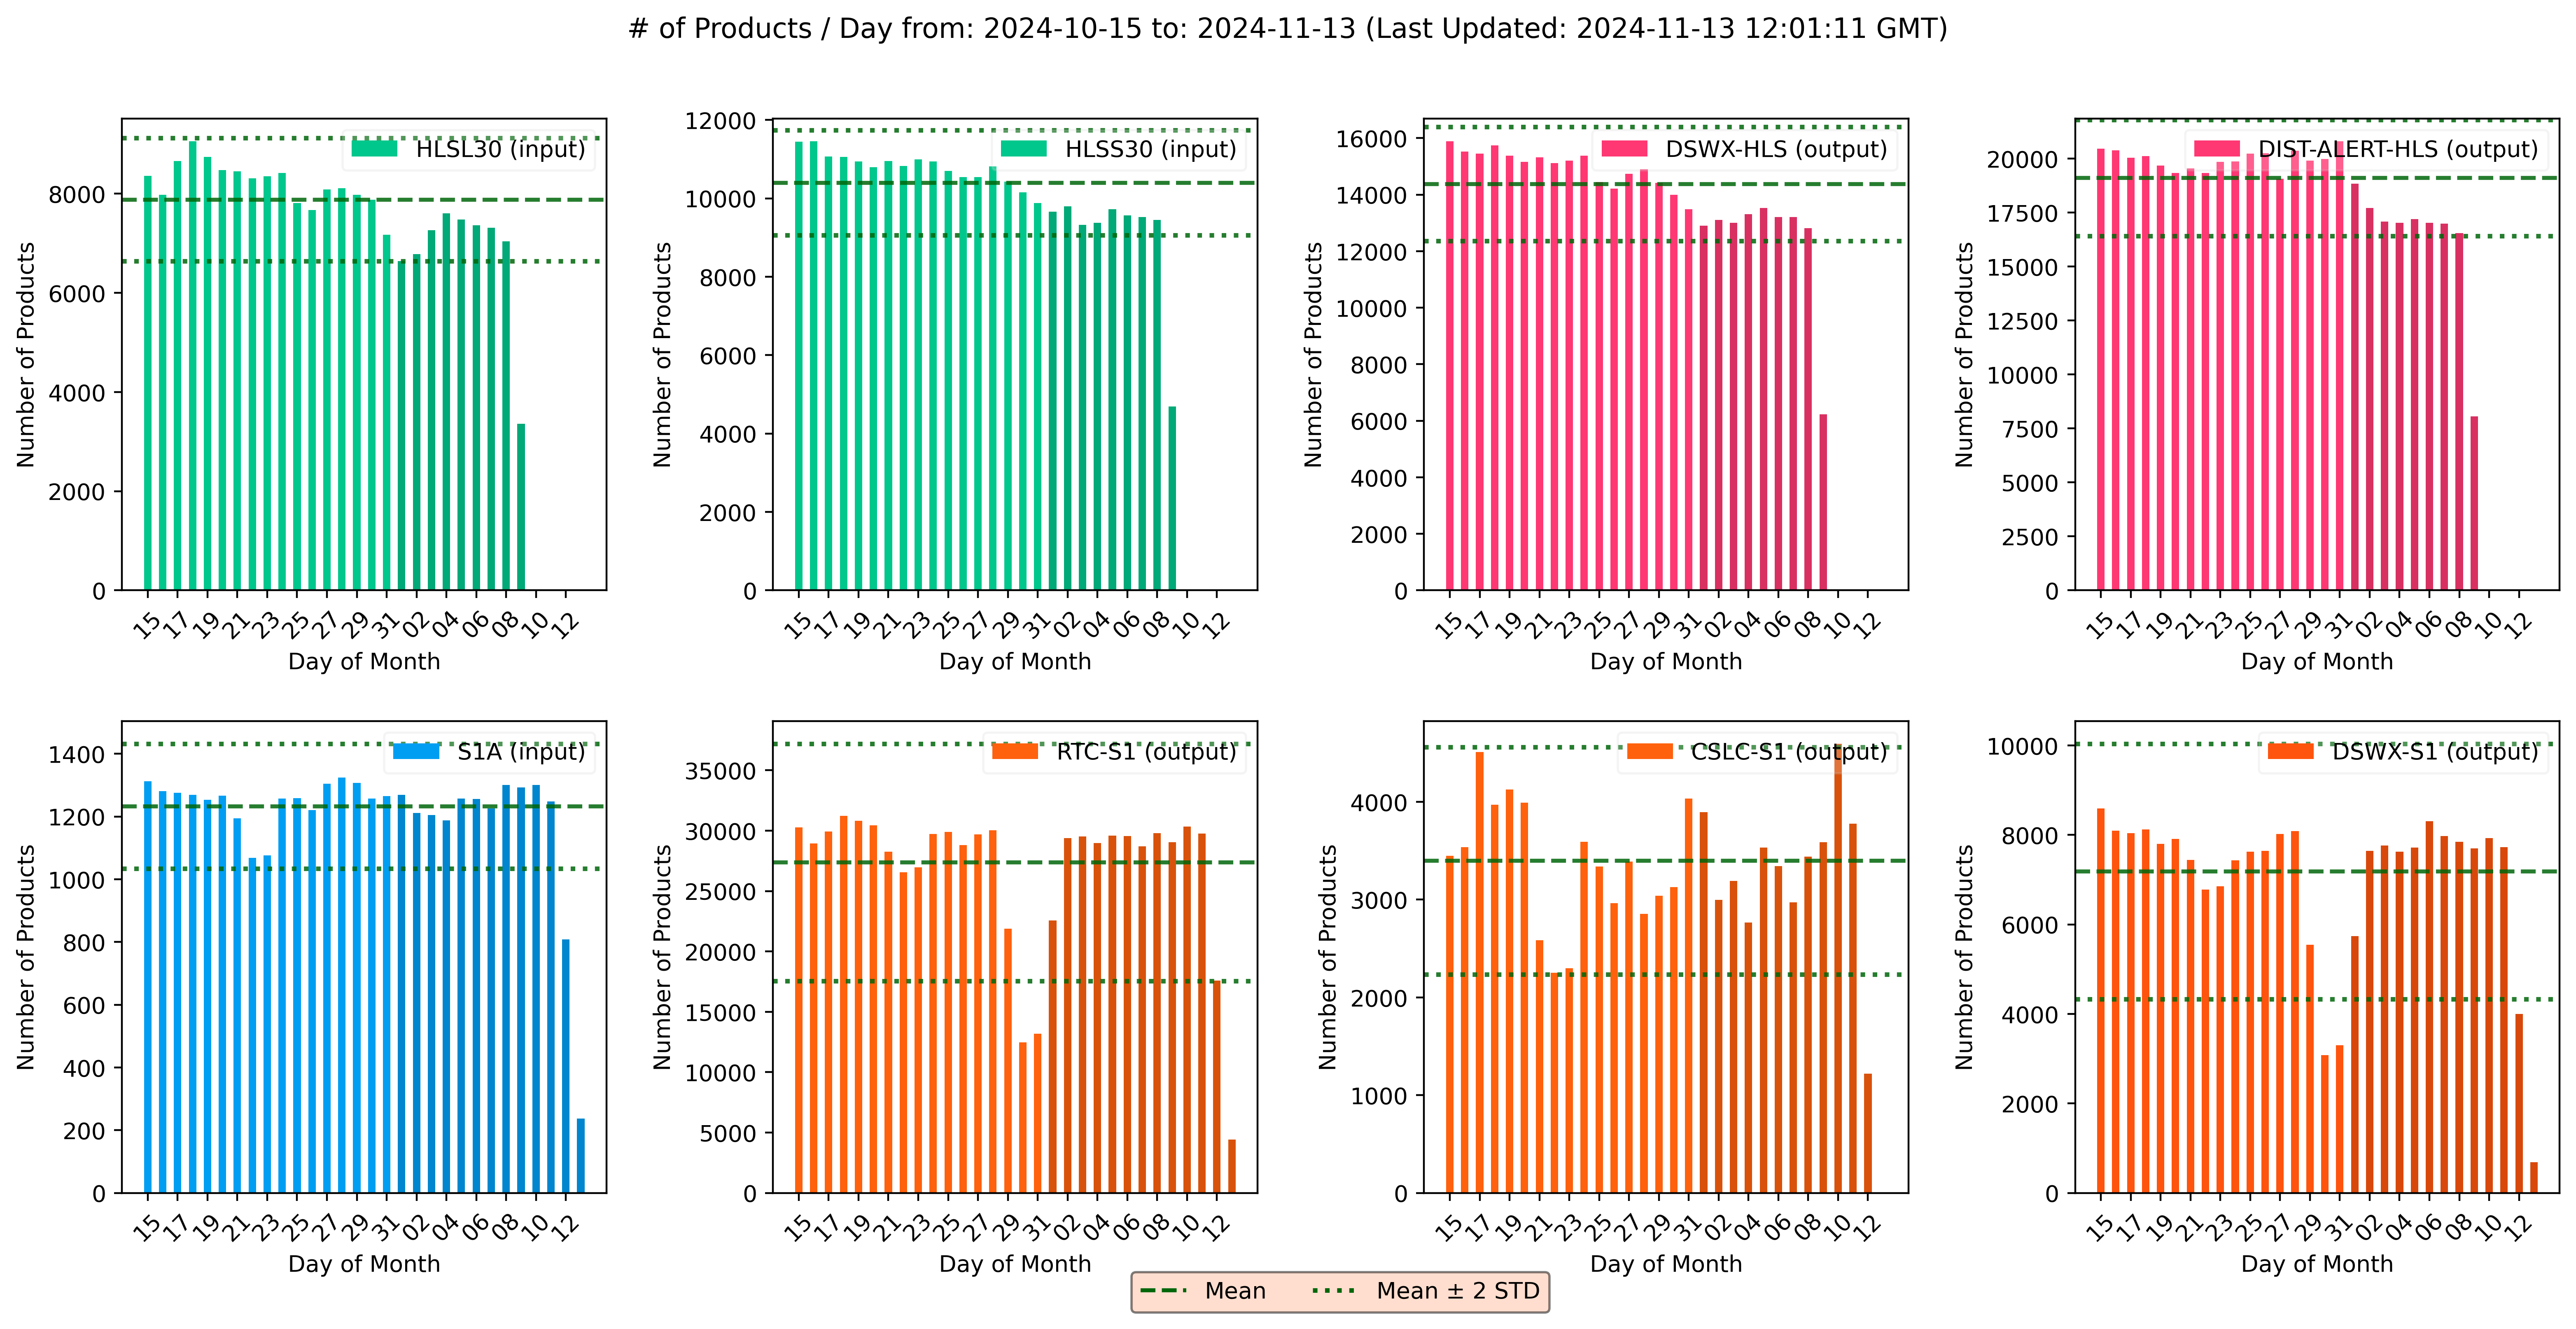 # of Products / Day from: 2024-10-15 to: 2024-11-13 (Last Updated: 2024-11-13 12:01:11 GMT)
HLSL30 (input)
Number of Products
8000
6000
4000
2000
0
15 17 19 21 23 25 27 29 31 02 04 06 08 10 12
Day of Month
HLSS30 (input)
Number of Products
12000
10000
8000
6000
4000
2000
0
15 17 19 21 23 25 27 29 31 02 04 06 08 10 12
Day of Month
DSWX-HLS (output)
Number of Products
16000
14000
12000
10000
8000
6000
4000
2000
0
15 17 19 21 23 25 27 29 31 02 04 06 08 10 12
Day of Month
DIST-ALERT-HLS (output)
Number of Products
20000
17500
15000
12500
10000
7500
5000
2500
0
15 17 19 21 23 25 27 29 31 02 04 06 08 10 12
Day of Month
S1A (input)
Number of Products
1400
1200
1000
800
600
400
200
0
15 17 19 21 23 25 27 29 31 02 04 06 08 10 12
Day of Month
RTC-S1 (output)
Number of Products
35000
30000
25000
20000
15000
10000
5000
0
15 17 19 21 23 25 27 29 31 02 04 06 08 10 12
Day of Month
CSLC-S1 (output)
Number of Products
4000
3000
2000
1000
0
15 17 19 21 23 25 27 29 31 02 04 06 08 10 12
Day of Month
DSWX-S1 (output)
Number of Products
10000
8000
6000
4000
2000
0
15 17 19 21 23 25 27 29 31 02 04 06 08 10 12
Day of Month
Mean
Mean ± 2 STD